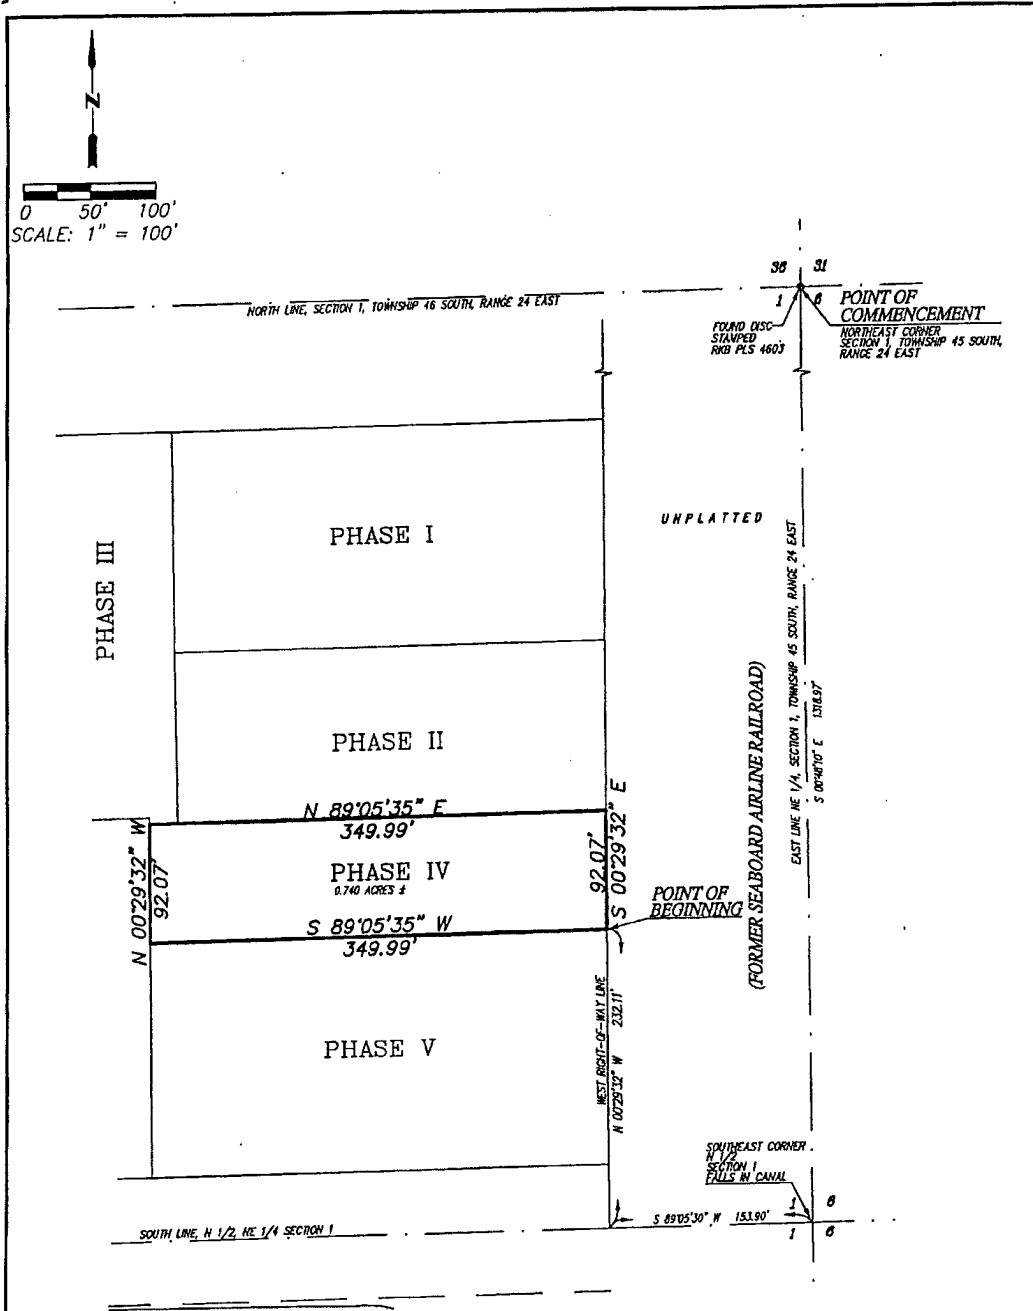 N
0 50' 100'
SCALE: 1" = 100'
36 31
1 6
NORTH LINE, SECTION 1, TOWNSHIP 46 SOUTH, RANGE 24 EAST
POINT OF
COMMENCEMENT
NORTHEAST CORNER
SECTION 1, TOWNSHIP 45 SOUTH,
RANGE 24 EAST
FOUND DISC
STAMPED
RKB PLS 4603
PHASE I
UNPLATTED
PHASE III
EAST LINE NE 1/4, SECTION 1, TOWNSHIP 45 SOUTH, RANGE 24 EAST
S 00°48'10" E 1318.97'
(FORMER SEABOARD AIRLINE RAILROAD)
PHASE II
N 89°05'35" E
349.99'
N 00°29'32" W
92.07'
PHASE IV
0.740 ACRES ±
92.07'
S 00°29'32" E
S 89°05'35" W
349.99'
POINT OF
BEGINNING
WEST RIGHT-OF-WAY LINE
N 00°29'32" W 232.11'
PHASE V
SOUTHEAST CORNER
N 1/2
SECTION 1
FALLS IN CANAL
1 6
S 89°05'30" W 153.90'
1 6
SOUTH LINE, N 1/2, NE 1/4 SECTION 1